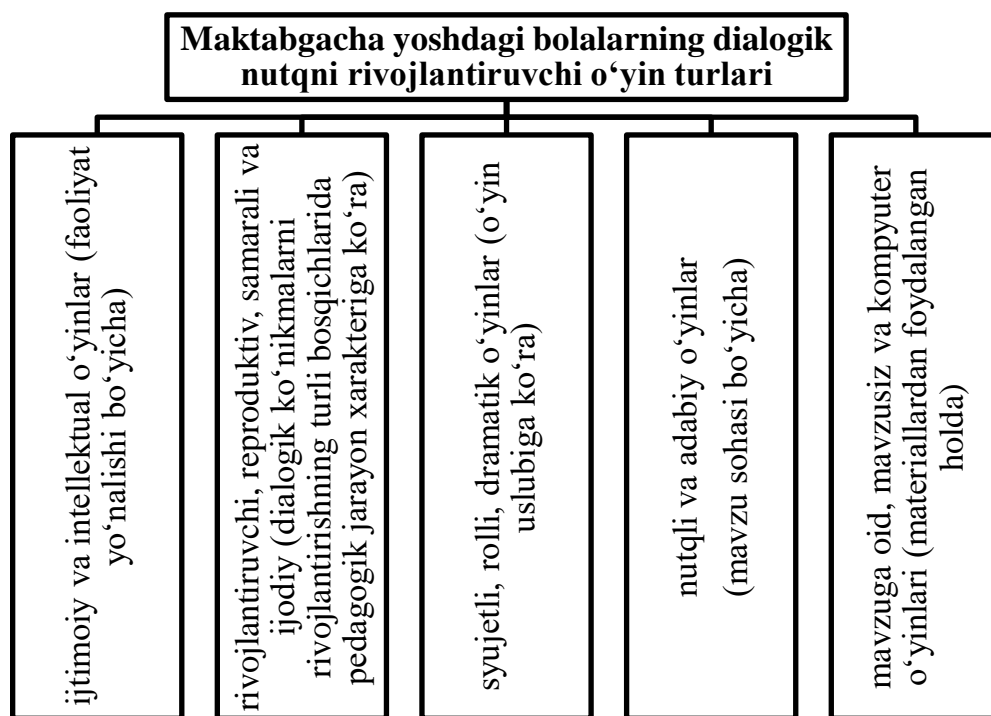 Maktabgacha yoshdagi bolalarning dialogik
nutqni rivojlantiruvchi o‘yin turlari
ijtimoiy va intellektual o‘yinlar (faoliyat
yo‘nalishi bo‘yicha)
rivojlantiruvchi, reproduktiv, samarali va
ijodiy (dialogik ko‘nikmalarni
rivojlantirishning turli bosqichlarida
pedagogik jarayon xarakteriga ko‘ra)
syujetli, rolli, dramatik o‘yinlar (o‘yin
uslubiga ko‘ra)
nutqli va adabiy o‘yinlar
(mavzu sohasi bo‘yicha)
mavzuga oid, mavzusiz va kompyuter
o‘yinlari (materiallardan foydalangan
holda)